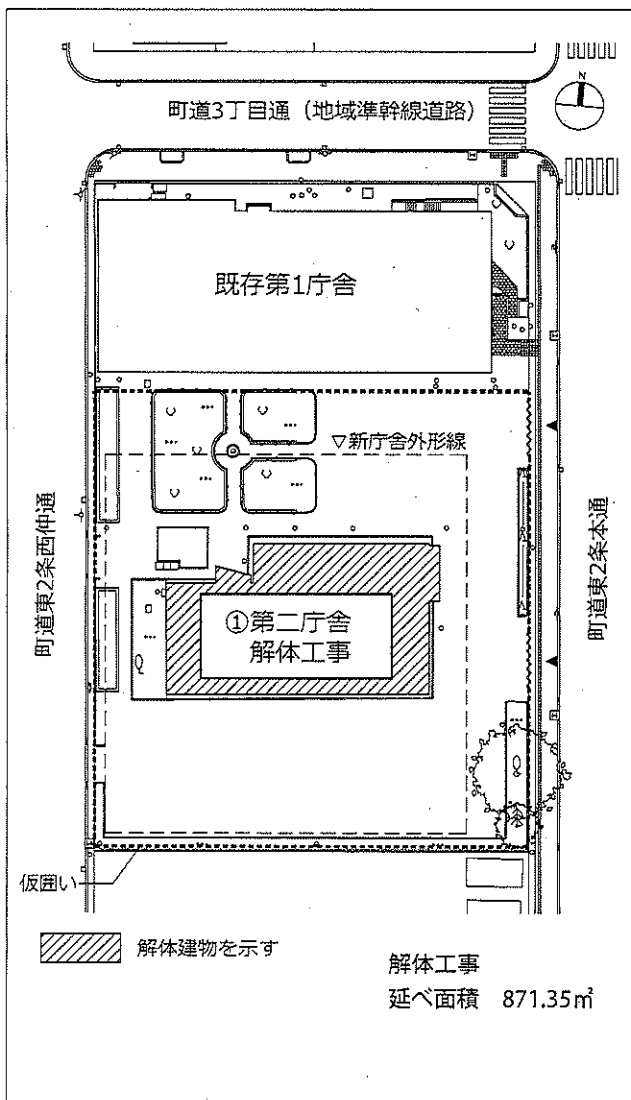 N
町道3丁目通（地域準幹線道路）
既存第1庁舎
▽新庁舎外形線
町道東2条西仲通
町道東2条本通
①第二庁舎
解体工事
仮囲い
解体建物を示す
解体工事
延べ面積 871.35㎡